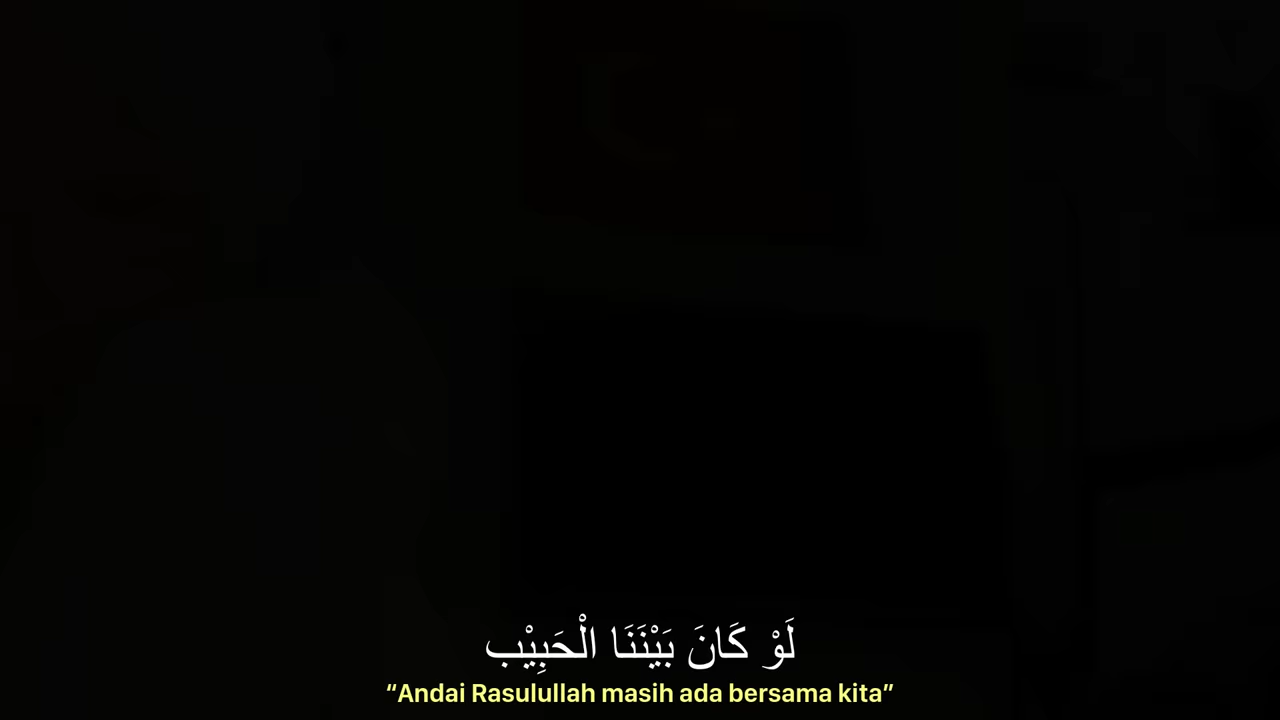 لَوْ كَانَ بَيْنَنَا الْحَبِيْب
“Andai Rasulullah masih ada bersama kita”